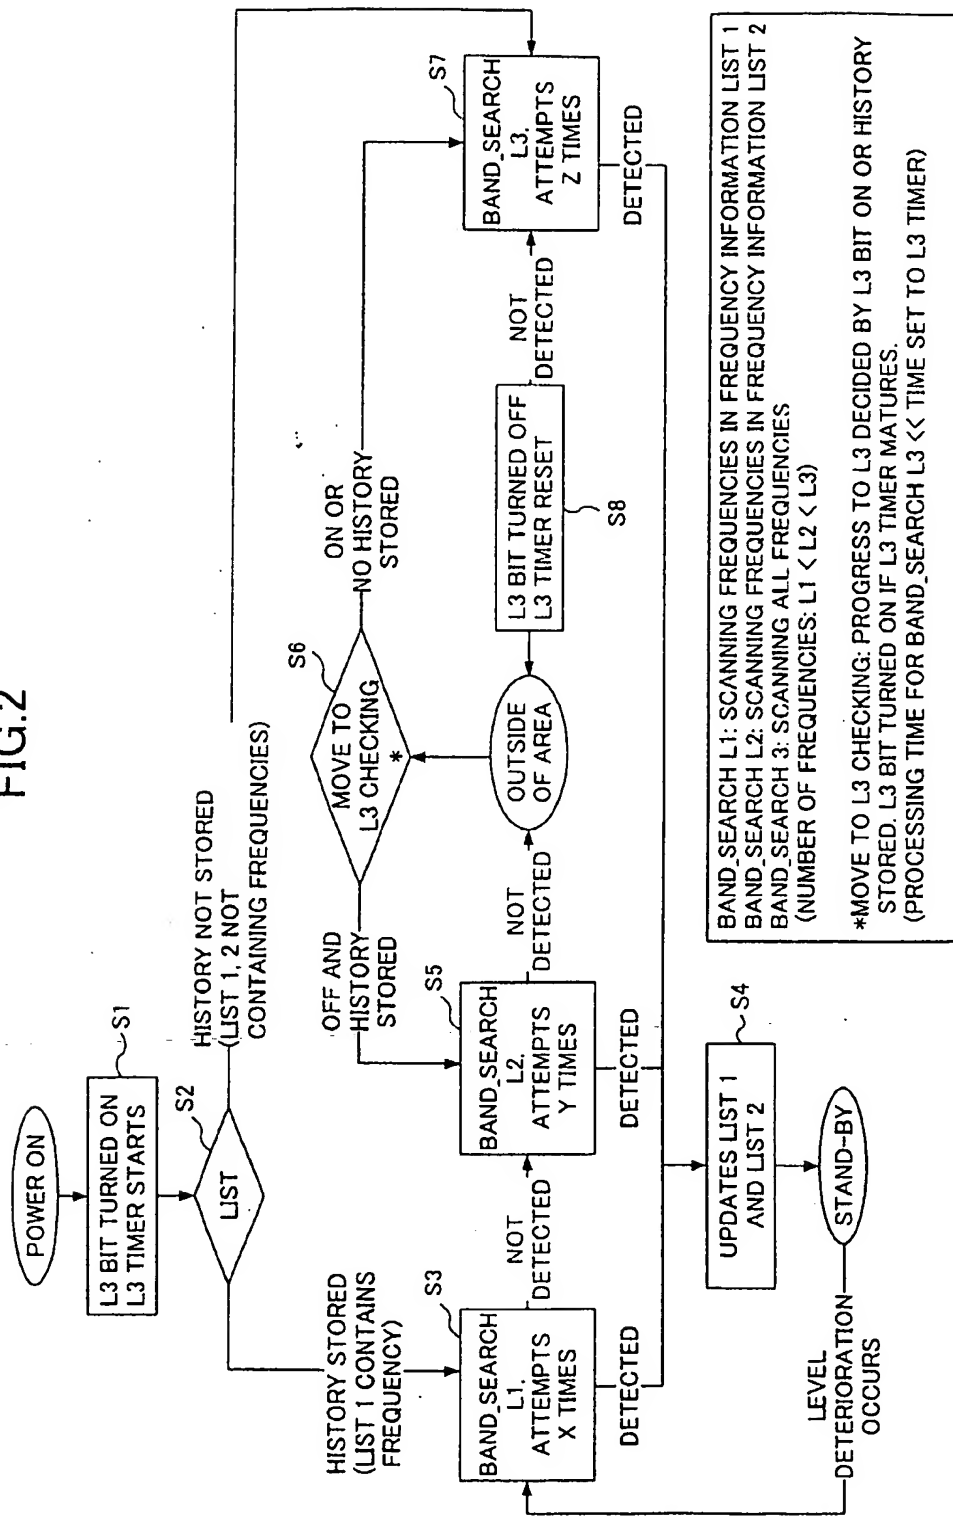 FIG.2
POWER ON
L3 BIT TURNED ON
L3 TIMER STARTS
S1
LIST
S2
HISTORY NOT STORED
(LIST 1, 2 NOT
CONTAINING FREQUENCIES)
HISTORY STORED
(LIST 1 CONTAINS
FREQUENCY)
OFF AND
HISTORY
STORED
MOVE TO
L3 CHECKING
*
S6
ON OR
NO HISTORY
STORED
BAND_SEARCH
L1.
ATTEMPTS
X TIMES
S3
NOT
DETECTED
BAND_SEARCH
L2.
ATTEMPTS
Y TIMES
S5
NOT
DETECTED
OUTSIDE
OF AREA
L3 BIT TURNED OFF
L3 TIMER RESET
S8
NOT
DETECTED
BAND_SEARCH
L3.
ATTEMPTS
Z TIMES
S7
DETECTED
DETECTED
DETECTED
UPDATES LIST 1
AND LIST 2
S4
STAND-BY
LEVEL
DETERIORATION
OCCURS
BAND_SEARCH L1: SCANNING FREQUENCIES IN FREQUENCY INFORMATION LIST 1
BAND_SEARCH L2: SCANNING FREQUENCIES IN FREQUENCY INFORMATION LIST 2
BAND_SEARCH 3: SCANNING ALL FREQUENCIES
(NUMBER OF FREQUENCIES: L1 < L2 < L3)
*MOVE TO L3 CHECKING: PROGRESS TO L3 DECIDED BY L3 BIT ON OR HISTORY
STORED. L3 BIT TURNED ON IF L3 TIMER MATURES.
(PROCESSING TIME FOR BAND_SEARCH L3 << TIME SET TO L3 TIMER)